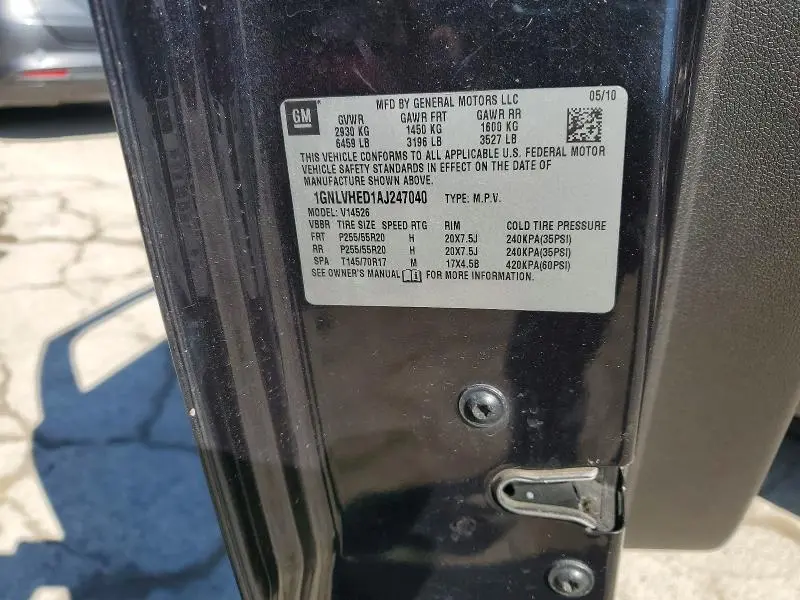 GM
MFD BY GENERAL MOTORS LLC 05/10
GVWR GAWR FRT GAWR RR
2930 KG 1450 KG 1600 KG
6459 LB 3196 LB 3527 LB
THIS VEHICLE CONFORMS TO ALL APPLICABLE U.S. FEDERAL MOTOR
VEHICLE SAFETY STANDARDS IN EFFECT ON THE DATE OF
MANUFACTURE SHOWN ABOVE.
1GNLVHED1AJ247040 TYPE: M.P.V.
MODEL: V14526
VBBR TIRE SIZE SPEED RTG RIM COLD TIRE PRESSURE
FRT P255/55R20 H 20X7.5J 240KPA(35PSI)
RR P255/55R20 H 20X7.5J 240KPA(35PSI)
SPA T145/70R17 M 17X4.5B 420KPA(60PSI)
SEE OWNER'S MANUAL FOR MORE INFORMATION.